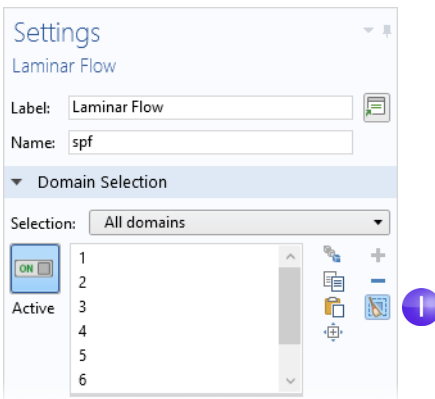 Settings
Laminar Flow
Label: Laminar Flow
Name: spf
Domain Selection
Selection: All domains
ON
Active
1
2
3
4
5
6
1